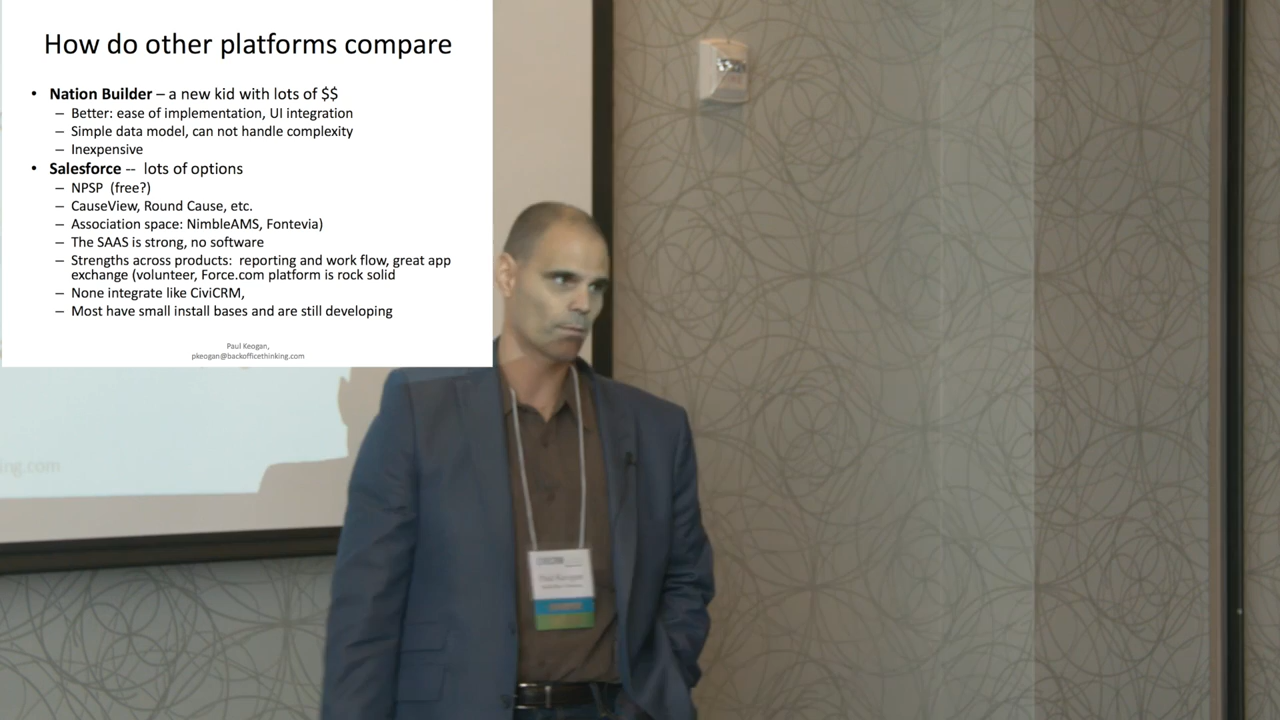 How do other platforms compare
• Nation Builder – a new kid with lots of $$
– Better: ease of implementation, UI integration
– Simple data model, can not handle complexity
– Inexpensive
• Salesforce -- lots of options
– NPSP (free?)
– CauseView, Round Cause, etc.
– Association space: NimbleAMS, Fontevia)
– The SAAS is strong, no software
– Strengths across products: reporting and work flow, great app
exchange (volunteer, Force.com platform is rock solid
– None integrate like CiviCRM,
– Most have small install bases and are still developing
Paul Keogan,
pkeogan@backofficethinking.com
ing.com
Paul Keogan